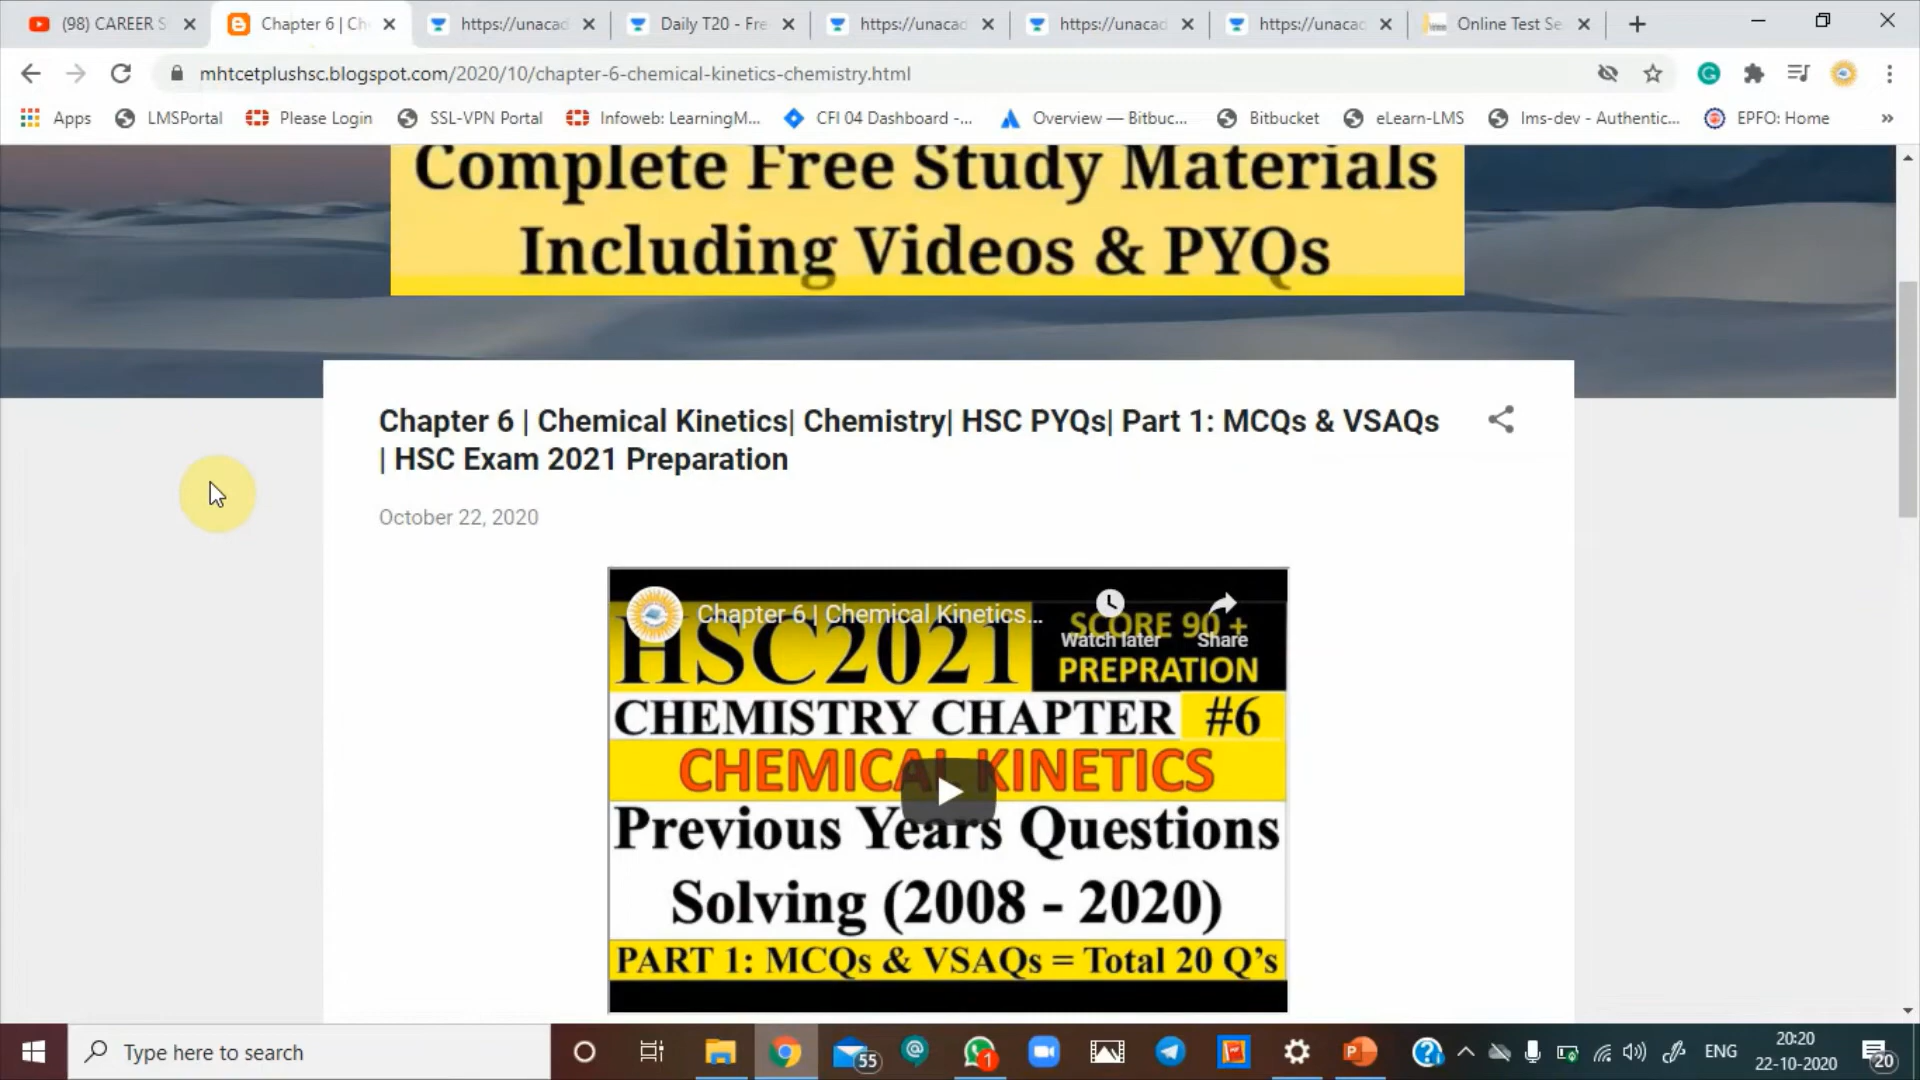 (98) CAREER S
Chapter 6 | Ch
https://unacad
Daily T20 - Fre
https://unacad
https://unacad
https://unacad
Online Test Se
mhtcetplushsc.blogspot.com/2020/10/chapter-6-chemical-kinetics-chemistry.html
Apps
LMSPortal
Please Login
SSL-VPN Portal
Infoweb: LearningM...
CFI 04 Dashboard -...
Overview — Bitbuc...
Bitbucket
eLearn-LMS
lms-dev - Authentic...
EPFO: Home
»
Complete Free Study Materials
Including Videos & PYQs
Chapter 6 | Chemical Kinetics| Chemistry| HSC PYQs| Part 1: MCQs & VSAQs
| HSC Exam 2021 Preparation
October 22, 2020
Chapter 6 | Chemical Kinetics...
Watch later
Share
HSC2021
SCORE 90 +
PREPRATION
CHEMISTRY CHAPTER #6
CHEMICAL KINETICS
Previous Years Questions
Solving (2008 - 2020)
PART 1: MCQs & VSAQs = Total 20 Q's
Type here to search
55
1
ENG
20:20
22-10-2020
20